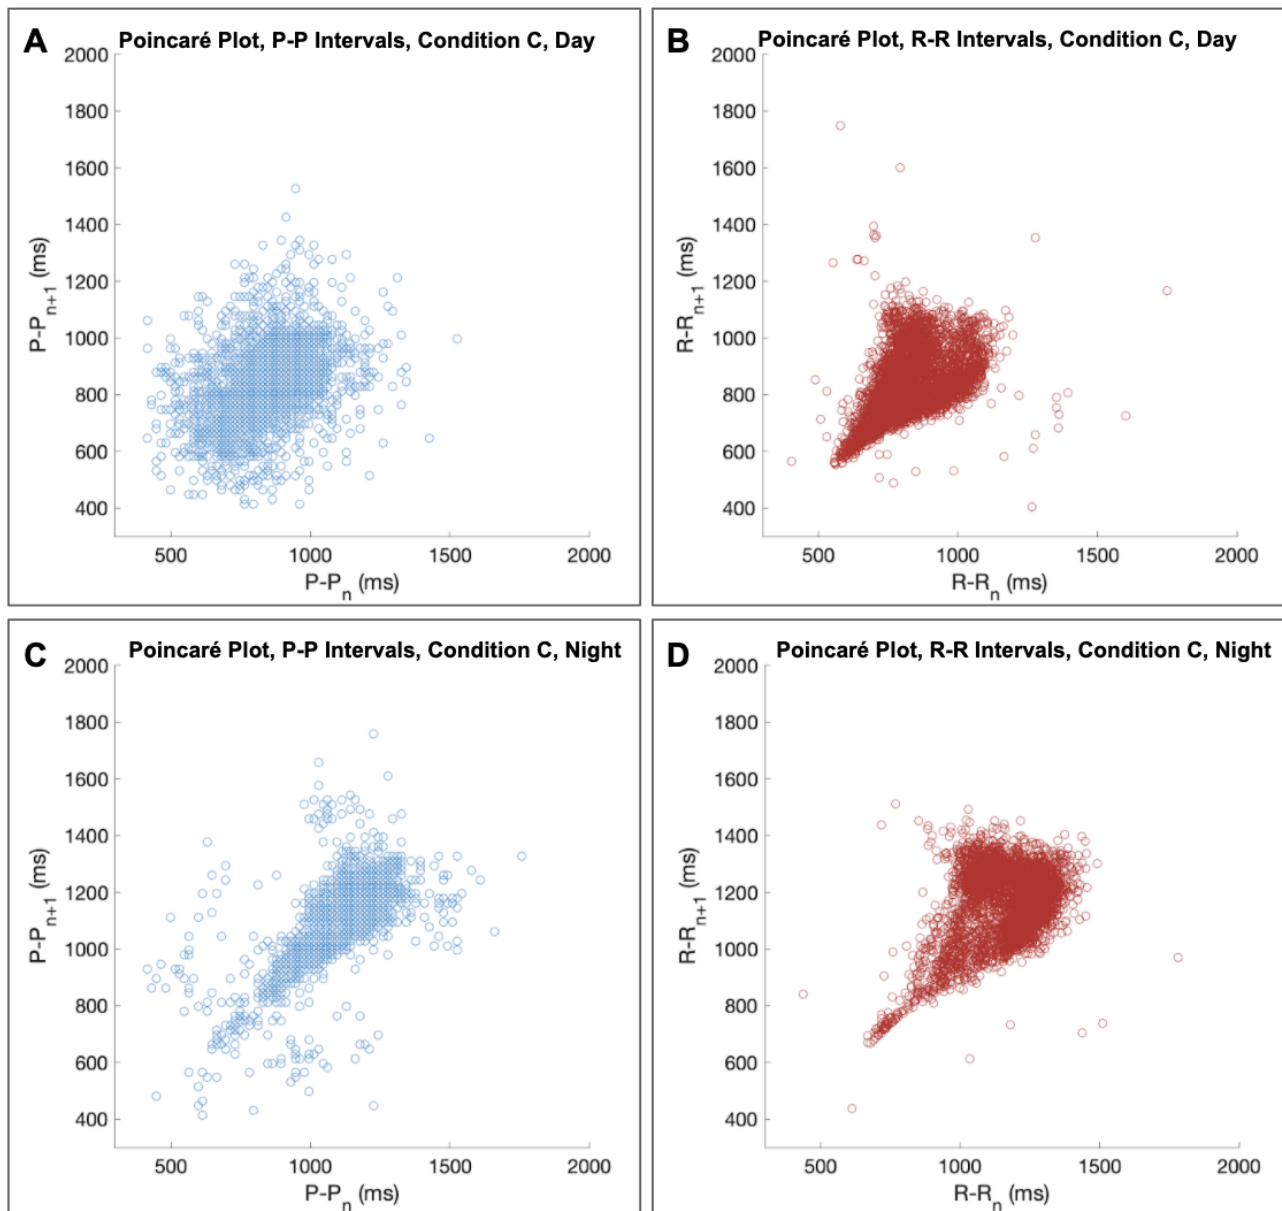 A
Poincaré Plot, P-P Intervals, Condition C, Day
2000
1800
1600
1400
1200
1000
800
600
400
P-Pn+1 (ms)
500 1000 1500 2000
P-Pn (ms)
B
Poincaré Plot, R-R Intervals, Condition C, Day
2000
1800
1600
1400
1200
1000
800
600
400
R-Rn+1 (ms)
500 1000 1500 2000
R-Rn (ms)
C
Poincaré Plot, P-P Intervals, Condition C, Night
2000
1800
1600
1400
1200
1000
800
600
400
P-Pn+1 (ms)
500 1000 1500 2000
P-Pn (ms)
D
Poincaré Plot, R-R Intervals, Condition C, Night
2000
1800
1600
1400
1200
1000
800
600
400
R-Rn+1 (ms)
500 1000 1500 2000
R-Rn (ms)